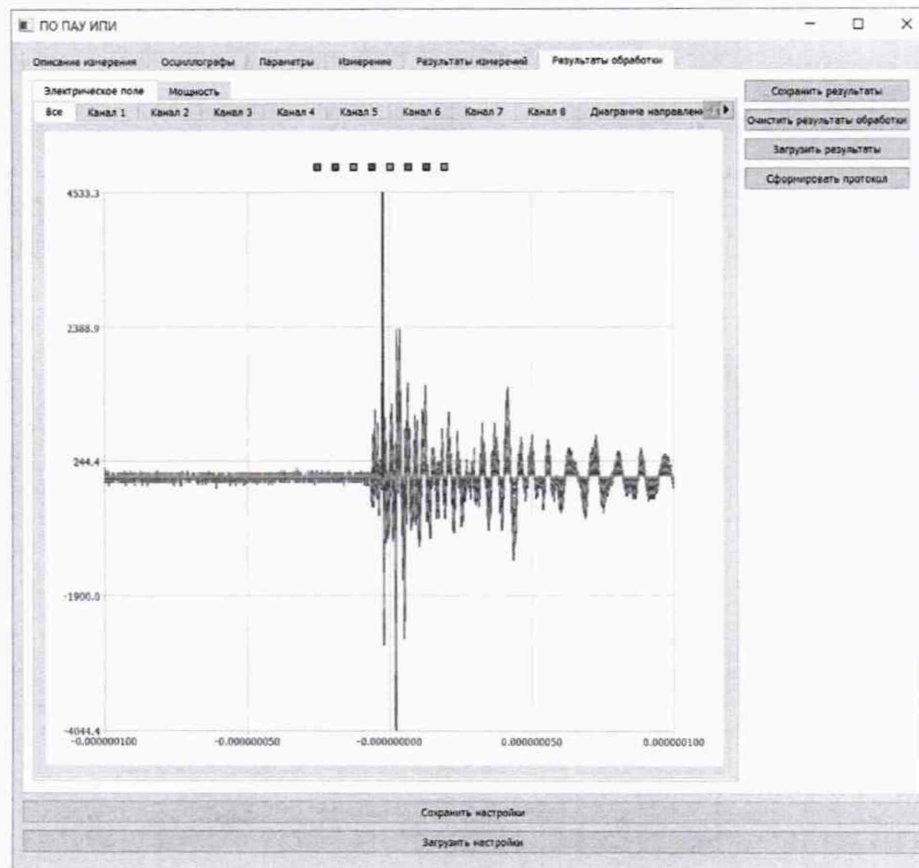 ПО ПАУ ИПИ
Описание измерения Осциллографы Параметры Измерение Результаты измерений Результаты обработки
Электрическое поле Мощность
Все Канал 1 Канал 2 Канал 3 Канал 4 Канал 5 Канал 6 Канал 7 Канал 8 Диаграмма направлен
Сохранить результаты
Очистить результаты обработки
Загрузить результаты
Сформировать протокол
4533.3
2388.9
244.4
-1900.0
-4044.4
-0.000000100 -0.000000050 -0.000000000 0.000000050 0.000000100
Сохранить настройки
Загрузить настройки